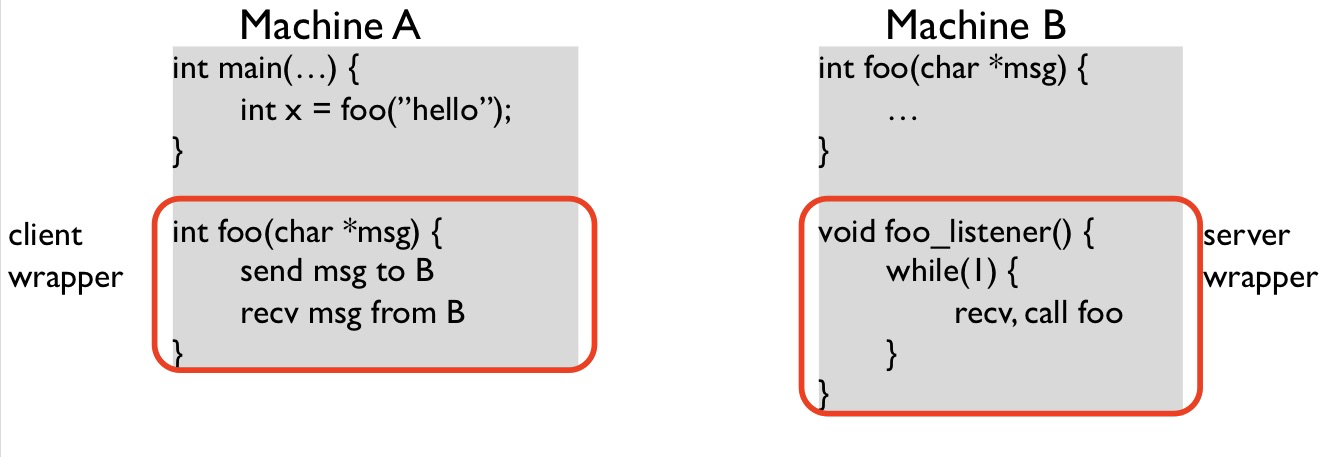 Machine A
int main(…) {
int x = foo(”hello”);
}
client
wrapper
int foo(char *msg) {
send msg to B
recv msg from B
}
Machine B
int foo(char *msg) {
…
}
void foo_listener() {
while(1) {
recv, call foo
}
}
server
wrapper